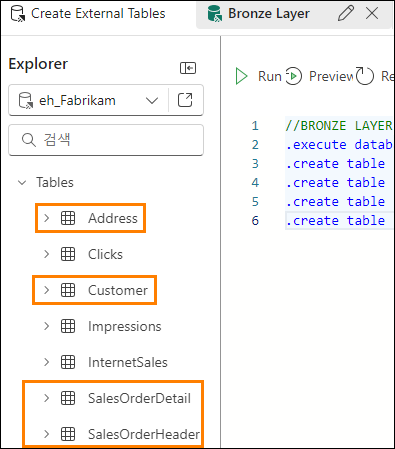 Create External Tables
Bronze Layer
Explorer
eh_Fabrikam
검색
Tables
Address
Clicks
Customer
Impressions
InternetSales
SalesOrderDetail
SalesOrderHeader
Run
Preview
Re
1 //BRONZE LAYER
2 .execute datab
3 .create table
4 .create table
5 .create table
6 .create table